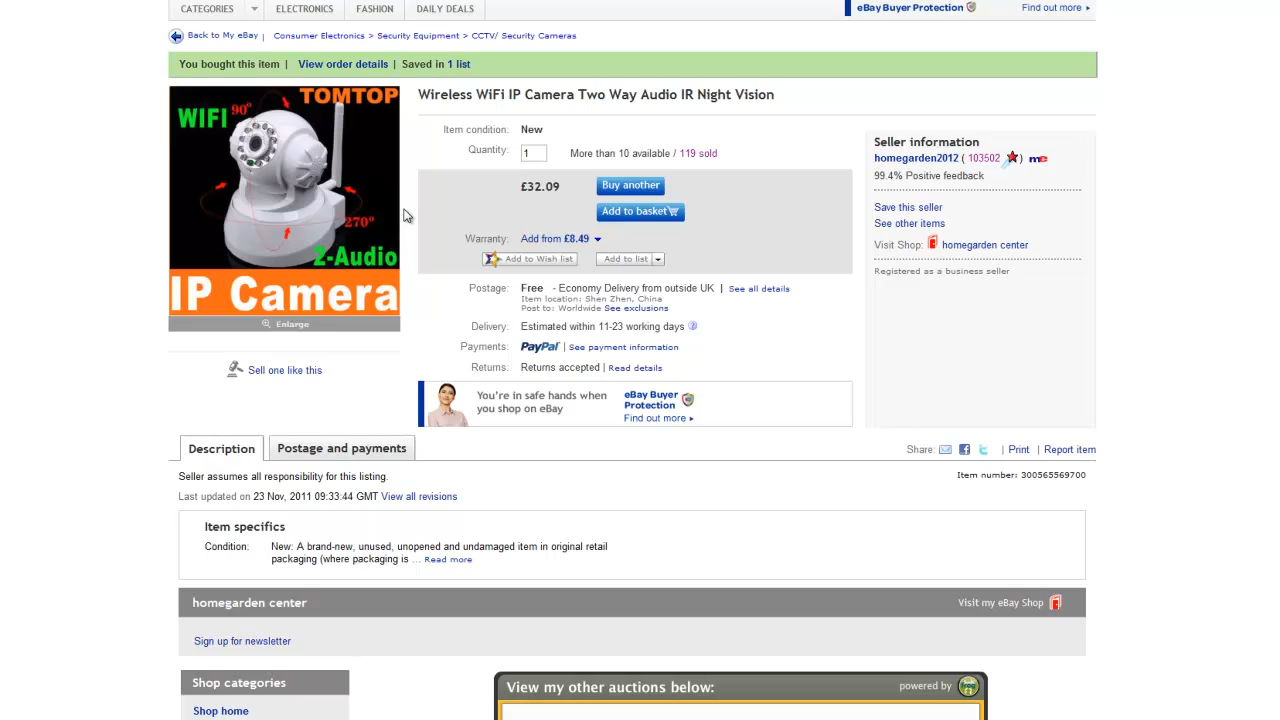 CATEGORIES ELECTRONICS FASHION DAILY DEALS eBay Buyer Protection Find out more
Back to My eBay | Consumer Electronics > Security Equipment > CCTV/ Security Cameras
You bought this item | View order details | Saved in 1 list
TOMTOP
WIFI 90°
270°
2-Audio
IP Camera
Enlarge
Sell one like this
Wireless WiFi IP Camera Two Way Audio IR Night Vision
Item condition: New
Quantity: 1 More than 10 available / 119 sold
£32.09 Buy another
Add to basket
Warranty: Add from £8.49
Add to Wish list Add to list
Postage: Free - Economy Delivery from outside UK | See all details
Item location: Shen Zhen, China
Post to: Worldwide See exclusions
Delivery: Estimated within 11-23 working days
Payments: PayPal | See payment information
Returns: Returns accepted | Read details
You're in safe hands when
you shop on eBay
eBay Buyer
Protection
Find out more
Seller information
homegarden2012 ( 103502 ) me
99.4% Positive feedback
Save this seller
See other items
Visit Shop: homegarden center
Registered as a business seller
Description Postage and payments
Share: | Print | Report item
Seller assumes all responsibility for this listing.
Item number: 300565569700
Last updated on 23 Nov, 2011 09:33:44 GMT View all revisions
Item specifics
Condition: New: A brand-new, unused, unopened and undamaged item in original retail
packaging (where packaging is ... Read more
homegarden center Visit my eBay Shop
Sign up for newsletter
Shop categories
Shop home
View my other auctions below: powered by